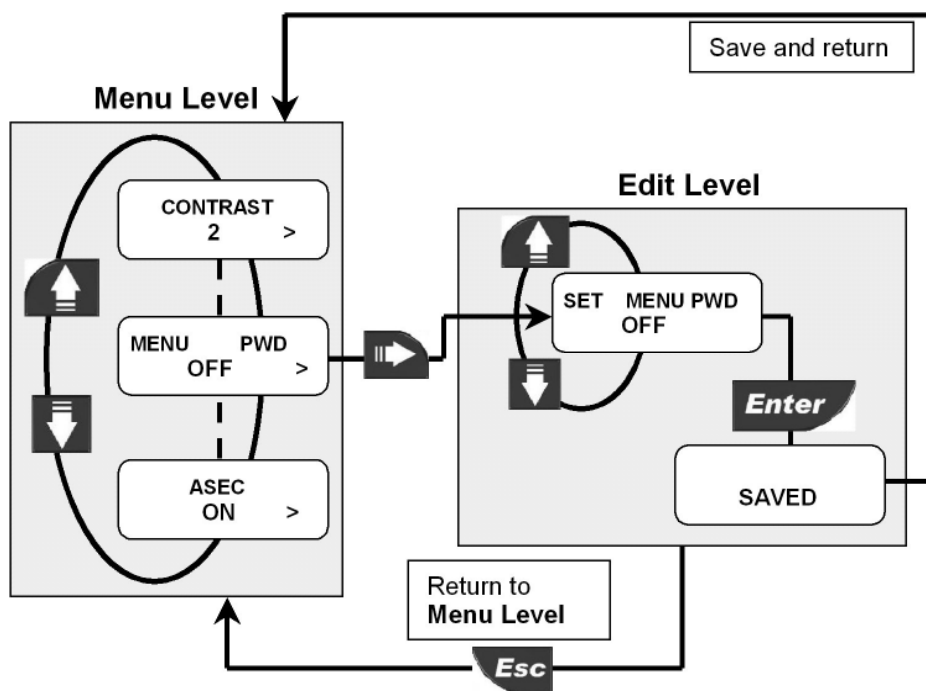 Save and return
Menu Level
CONTRAST
2 >
MENU PWD
OFF >
ASEC
ON >
Edit Level
SET MENU PWD
OFF
Enter
SAVED
Return to
Menu Level
Esc